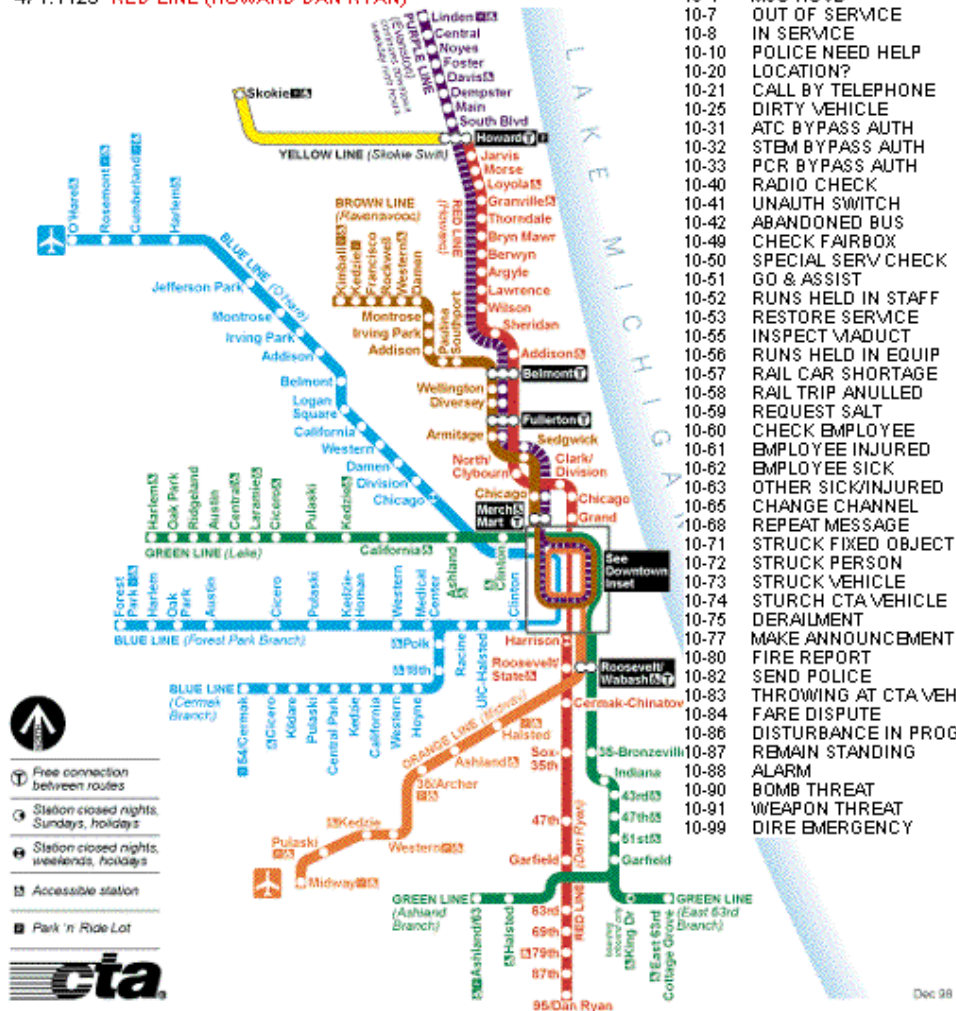 RED LINE (HOWARD-DAN RYAN)
10-7 OUT OF SERVICE
10-8 IN SERVICE
10-10 POLICE NEED HELP
10-20 LOCATION?
10-21 CALL BY TELEPHONE
10-25 DIRTY VEHICLE
10-31 ATC BYPASS AUTH
10-32 STEM BYPASS AUTH
10-33 PCR BYPASS AUTH
10-40 RADIO CHECK
10-41 UNAUTH SWITCH
10-42 ABANDONED BUS
10-49 CHECK FAIRBOX
10-50 SPECIAL SERV CHECK
10-51 GO & ASSIST
10-52 RUNS HELD IN STAFF
10-53 RESTORE SERVICE
10-55 INSPECT VIADUCT
10-56 RUNS HELD IN EQUIP
10-57 RAIL CAR SHORTAGE
10-58 RAIL TRIP ANULLED
10-59 REQUEST SALT
10-60 CHECK EMPLOYEE
10-61 EMPLOYEE INJURED
10-62 EMPLOYEE SICK
10-63 OTHER SICK/INJURED
10-65 CHANGE CHANNEL
10-68 REPEAT MESSAGE
10-71 STRUCK FIXED OBJECT
10-72 STRUCK PERSON
10-73 STRUCK VEHICLE
10-74 STURCH CTA VEHICLE
10-75 DERAILMENT
10-77 MAKE ANNOUNCEMENT
10-80 FIRE REPORT
10-82 SEND POLICE
10-83 THROWING AT CTA VEH
10-84 FARE DISPUTE
10-86 DISTURBANCE IN PROG
10-87 REMAIN STANDING
10-88 ALARM
10-90 BOMB THREAT
10-91 WEAPON THREAT
10-99 DIRE EMERGENCY
LAKE MICHIGAN
PURPLE LINE
(Evanston)
Linden
Central
Noyes
Foster
Davis
Dempster
Main
South Blvd
Howard
Skokie
YELLOW LINE (Skokie Swift)
Jarvis
Morse
Loyola
Granville
Thorndale
Bryn Mawr
Berwyn
Argyle
Lawrence
Wilson
Sheridan
Addison
RED LINE
(Howard)
Belmont
Fullerton
BROWN LINE
(Ravenswood)
Kimball
Kedzie
Francisco
Rockwell
Western
Damen
Montrose
Irving Park
Addison
Paulina
Southport
Wellington
Diversey
Armitage
Sedgwick
North/
Clybourn
Clark/
Division
Chicago
Chicago
Grand
Merch
Mart
O'Hare
Rosemont
Cumberland
Harlem
BLUE LINE (O'Hare)
Jefferson Park
Montrose
Irving Park
Addison
Belmont
Logan
Square
California
Western
Damen
Division
Chicago
Harlem
Oak Park
Ridgeland
Austin
Central
Laramie
Cicero
Pulaski
Kedzie
GREEN LINE (Lake)
California
Ashland
Clinton
See
Downtown
Inset
Forest
Park
Harlem
Oak
Park
Austin
Cicero
Pulaski
Kedzie-
Homan
Western
Medical
Center
Clinton
BLUE LINE (Forest Park Branch)
Polk
18th
Racine
UIC-Halsted
BLUE LINE
(Cermak
Branch)
54/Cermak
Cicero
Kildare
Pulaski
Central Park
Kedzie
California
Western
Hoyne
Harrison
Roosevelt/
State
Roosevelt/
Wabash
Cermak-Chinatow
ORANGE LINE (Midway)
Halsted
Ashland
35/Archer
Western
Kedzie
Pulaski
Midway
Sox-
35th
47th
Garfield
63rd
69th
79th
87th
95/Dan Ryan
RED LINE (Dan Ryan)
35-Bronzeville
Indiana
43rd
47th
51st
Garfield
GREEN LINE
(Ashland
Branch)
Ashland/63
Halsted
King Dr
East 63rd
Cottage Grove
GREEN LINE
(East 63rd
Branch)
Free connection
between routes
Station closed nights,
Sundays, holidays
Station closed nights,
weekends, holidays
Accessible station
Park 'n Ride Lot
cta
Dec 98